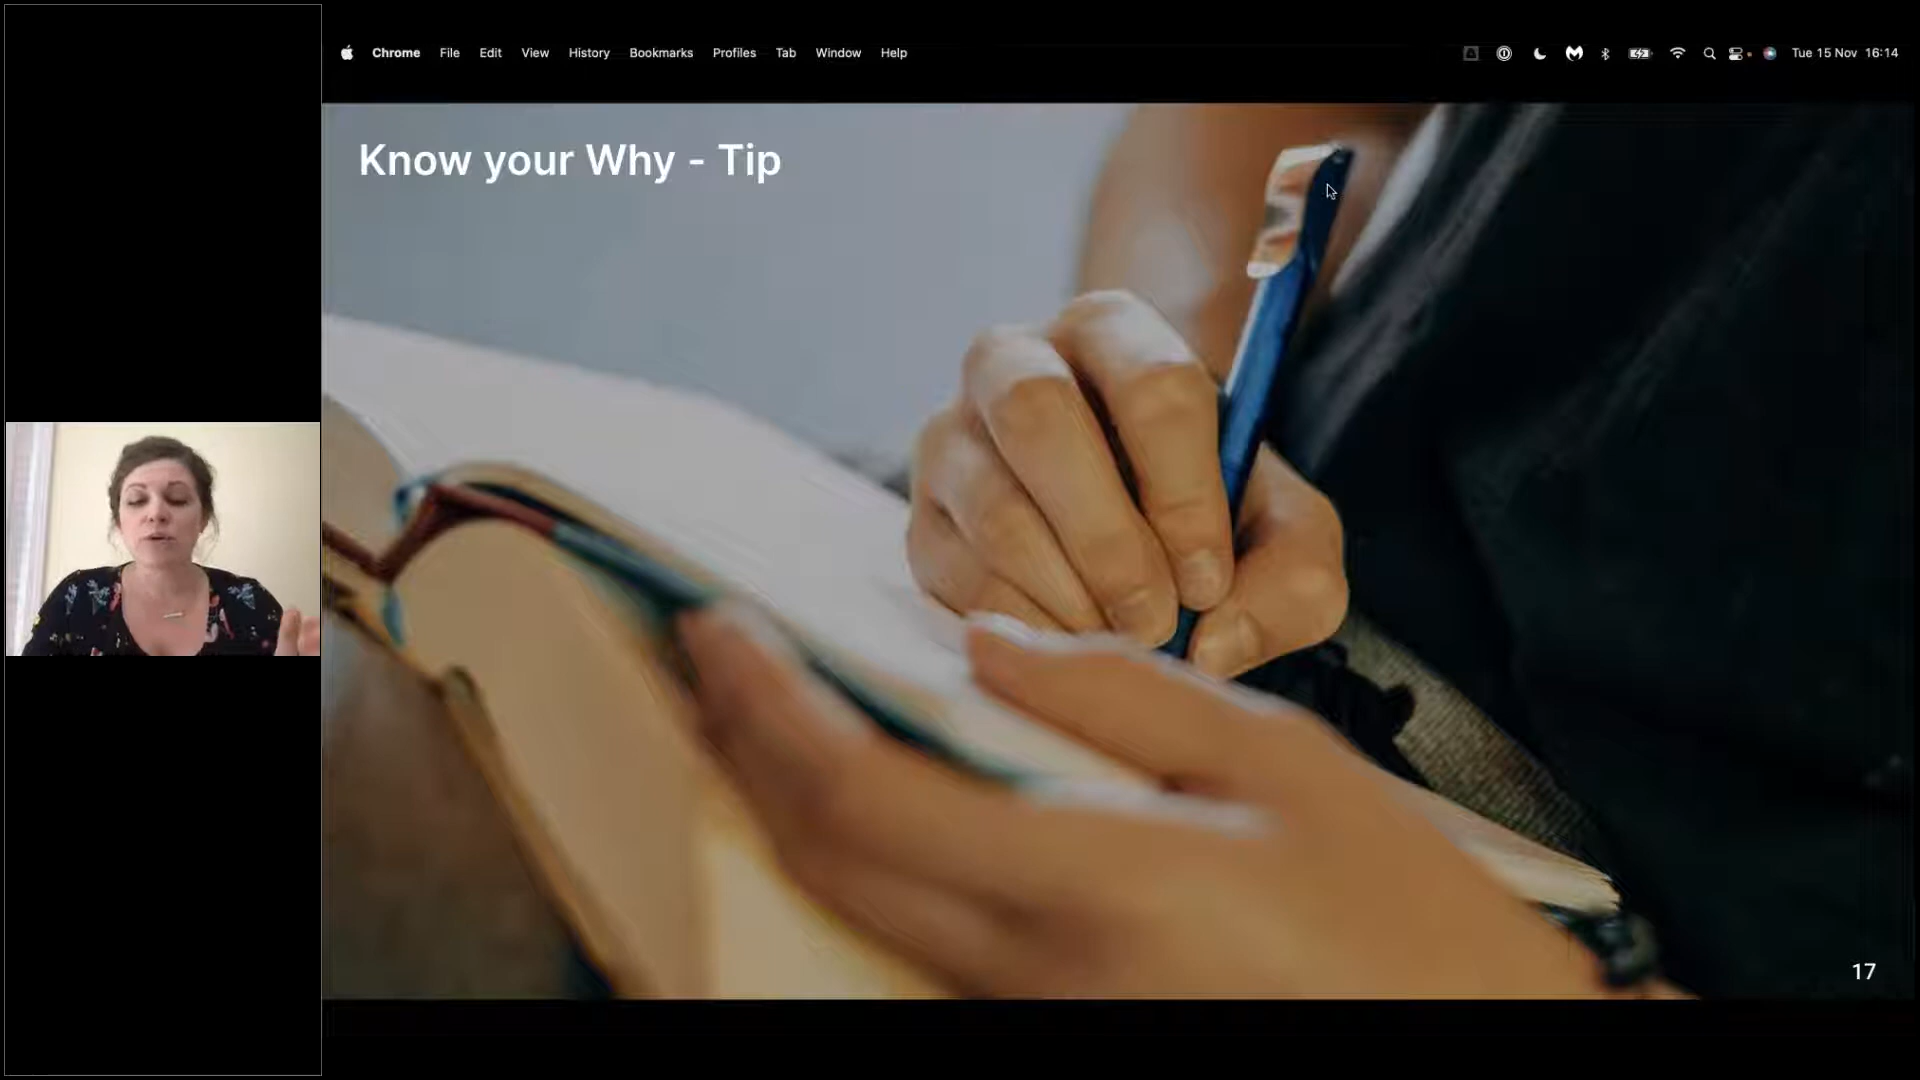 Chrome File Edit View History Bookmarks Profiles Tab Window Help Tue 15 Nov 16:14
Know your Why - Tip
17